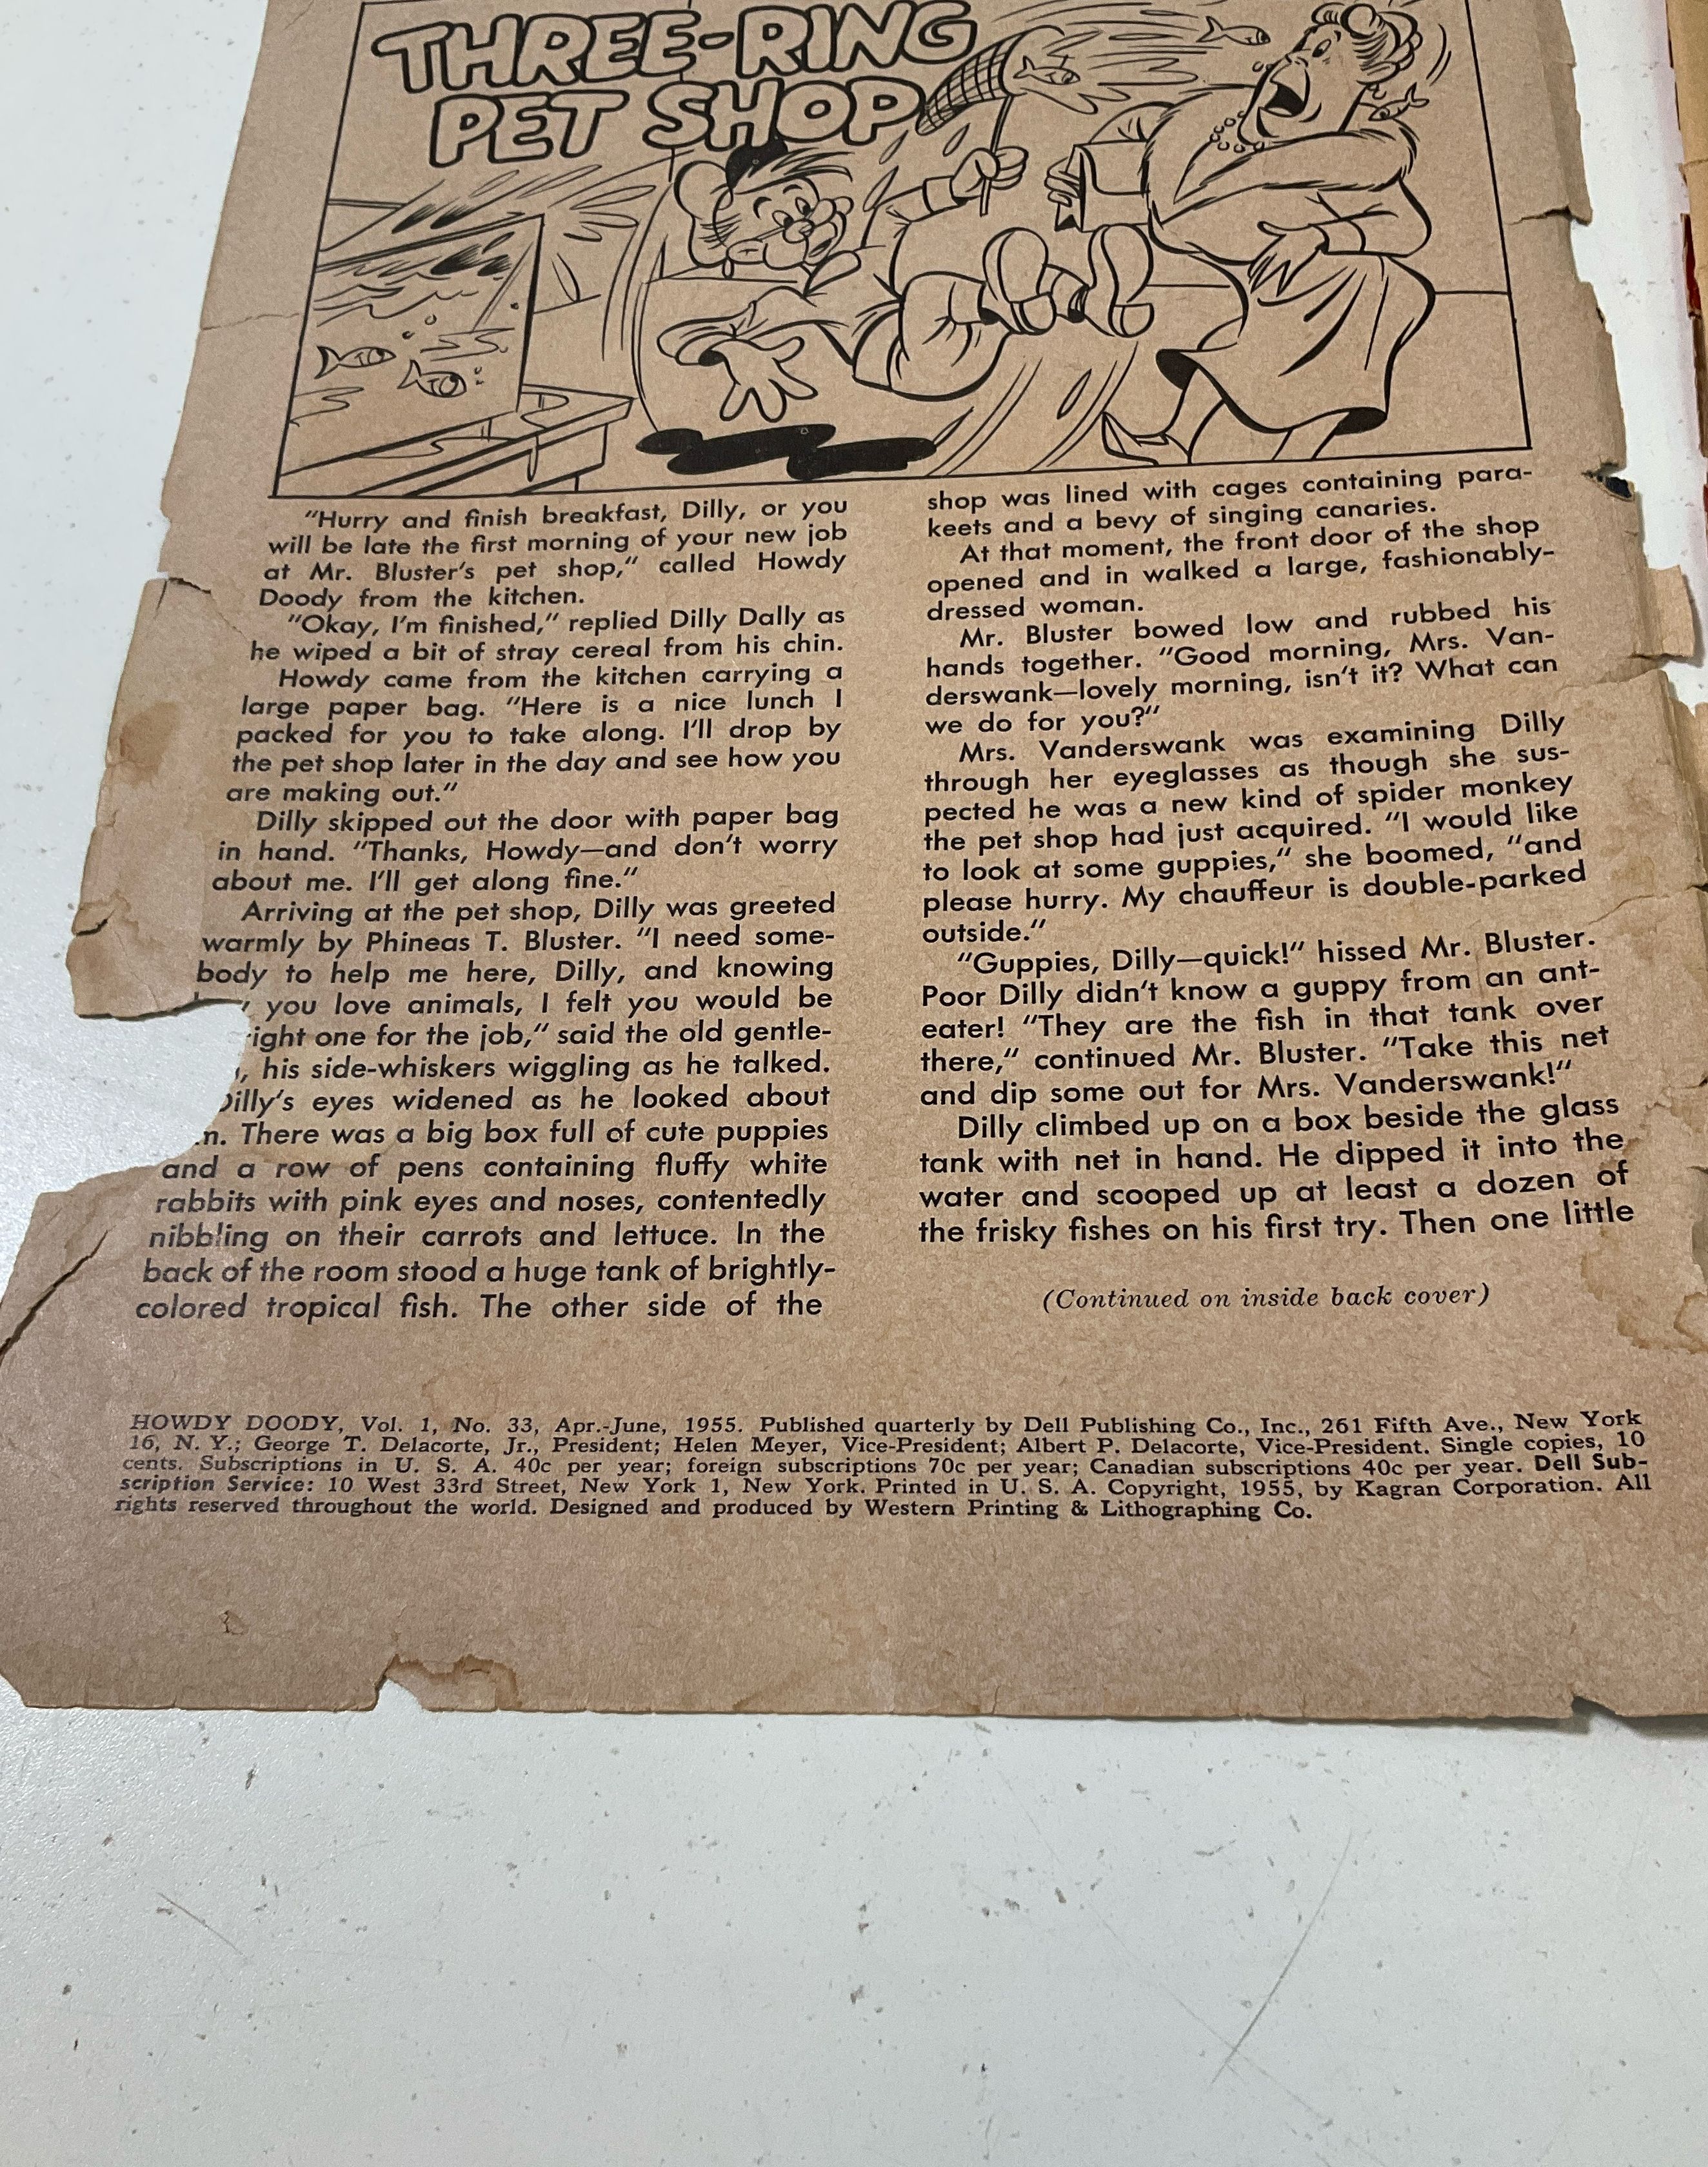 THREE-RING
PET SHOP
"Hurry and finish breakfast, Dilly, or you
will be late the first morning of your new job
at Mr. Bluster's pet shop," called Howdy
Doody from the kitchen.
"Okay, I'm finished," replied Dilly Dally as
he wiped a bit of stray cereal from his chin.
Howdy came from the kitchen carrying a
large paper bag. "Here is a nice lunch I
packed for you to take along. I'll drop by
the pet shop later in the day and see how you
are making out."
Dilly skipped out the door with paper bag
in hand. "Thanks, Howdy—and don't worry
about me. I'll get along fine."
Arriving at the pet shop, Dilly was greeted
warmly by Phineas T. Bluster. "I need some-
body to help me here, Dilly, and knowing
you love animals, I felt you would be
right one for the job," said the old gentle-
, his side-whiskers wiggling as he talked.
Dilly's eyes widened as he looked about
. There was a big box full of cute puppies
and a row of pens containing fluffy white
rabbits with pink eyes and noses, contentedly
nibbling on their carrots and lettuce. In the
back of the room stood a huge tank of brightly-
colored tropical fish. The other side of the
shop was lined with cages containing para-
keets and a bevy of singing canaries.
At that moment, the front door of the shop
opened and in walked a large, fashionably-
dressed woman.
Mr. Bluster bowed low and rubbed his
hands together. "Good morning, Mrs. Van-
derswank—lovely morning, isn't it? What can
we do for you?"
Mrs. Vanderswank was examining Dilly
through her eyeglasses as though she sus-
pected he was a new kind of spider monkey
the pet shop had just acquired. "I would like
to look at some guppies," she boomed, "and
please hurry. My chauffeur is double-parked
outside."
"Guppies, Dilly—quick!" hissed Mr. Bluster.
Poor Dilly didn't know a guppy from an ant-
eater! "They are the fish in that tank over
there," continued Mr. Bluster. "Take this net
and dip some out for Mrs. Vanderswank!"
Dilly climbed up on a box beside the glass
tank with net in hand. He dipped it into the
water and scooped up at least a dozen of
the frisky fishes on his first try. Then one little
(Continued on inside back cover)
HOWDY DOODY, Vol. 1, No. 33, Apr.-June, 1955. Published quarterly by Dell Publishing Co., Inc., 261 Fifth Ave., New York
16, N. Y.; George T. Delacorte, Jr., President; Helen Meyer, Vice-President; Albert P. Delacorte, Vice-President. Single copies, 10
cents. Subscriptions in U. S. A. 40c per year; foreign subscriptions 70c per year; Canadian subscriptions 40c per year. Dell Sub-
scription Service: 10 West 33rd Street, New York 1, New York. Printed in U. S. A. Copyright, 1955, by Kagran Corporation. All
rights reserved throughout the world. Designed and produced by Western Printing & Lithographing Co.